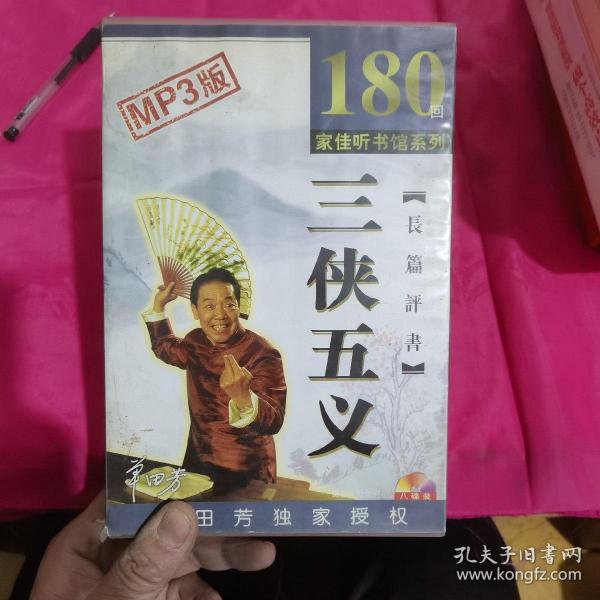 MP3版
180回
家佳听书馆系列
三侠五义
【長篇評書】
单田芳
八碟装
田芳独家授权
孔夫子旧书网
www.kongfz.com